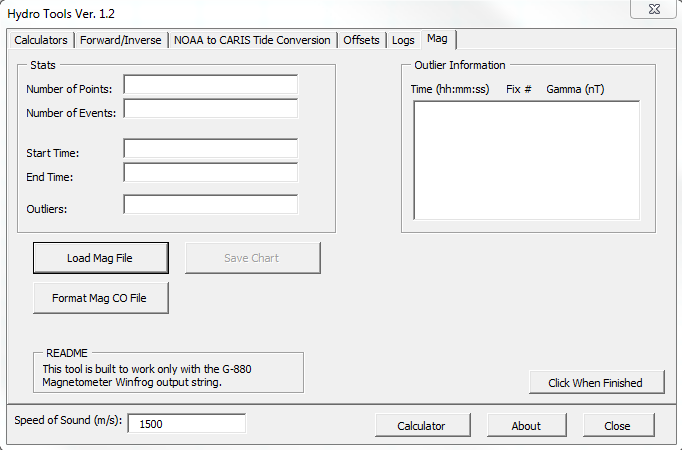 Hydro Tools Ver. 1.2
Calculators Forward/Inverse NOAA to CARIS Tide Conversion Offsets Logs Mag
Stats
Number of Points:
Number of Events:
Start Time:
End Time:
Outliers:
Outlier Information
Time (hh:mm:ss) Fix # Gamma (nT)
Load Mag File Save Chart
Format Mag CO File
README
This tool is built to work only with the G-880
Magnetometer Winfrog output string.
Click When Finished
Speed of Sound (m/s): 1500 Calculator About Close